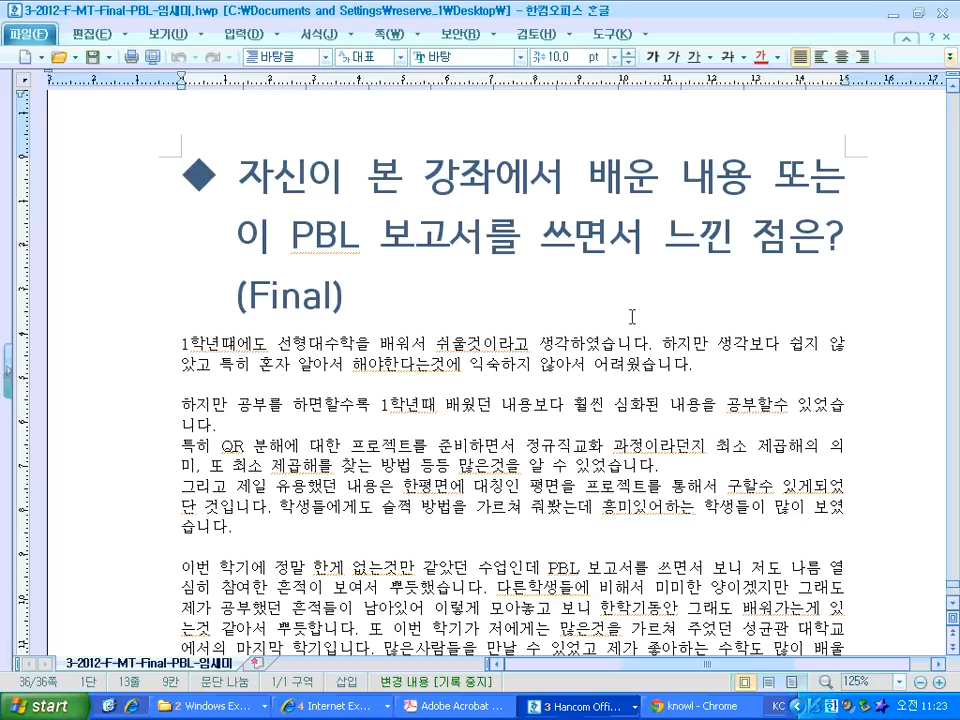 3-2012-F-MT-Final-PBL-임세미.hwp [C:₩Documents and Settings₩reserve_1₩Desktop₩] - 한컴오피스 흔글
파일(F) 편집(E) 보기(U) 입력(D) 서식(J) 쪽(W) 보안(R) 검토(H) 도구(K)
바탕글 대표 바탕 10,0 pt 가 가 가 가 가
◆ 자신이 본 강좌에서 배운 내용 또는
이 PBL 보고서를 쓰면서 느낀 점은?
(Final)
1학년떄에도 선형대수학을 배워서 쉬울것이라고 생각하였습니다. 하지만 생각보다 쉽지 않
았고 특히 혼자 알아서 해야한다는것에 익숙하지 않아서 어려웠습니다.
하지만 공부를 하면할수록 1학년때 배웠던 내용보다 훨씬 심화된 내용을 공부할수 있었습
니다.
특히 QR 분해에 대한 프로젝트를 준비하면서 정규직교화 과정이라던지 최소 제곱해의 의
미, 또 최소 제곱해를 찾는 방법 등등 많은것을 알 수 있었습니다.
그리고 제일 유용했던 내용은 한평면에 대칭인 평면을 프로젝트를 통해서 구할수 있게되었
단 것입니다. 학생들에게도 슬쩍 방법을 가르쳐 줘봤는데 흥미있어하는 학생들이 많이 보였
습니다.
이번 학기에 정말 한게 없는것만 같았던 수업인데 PBL 보고서를 쓰면서 보니 저도 나름 열
심히 참여한 흔적이 보여서 뿌듯했습니다. 다른학생들에 비해서 미미한 양이겠지만 그래도
제가 공부했던 흔적들이 남아있어 이렇게 모아놓고 보니 한학기동안 그래도 배워가는게 있
는것 같아서 뿌듯합니다. 또 이번 학기가 저에게는 많은것을 가르쳐 주었던 성균관 대학교
에서의 마지막 학기입니다. 많은사람들을 만날 수 있었고 제가 좋아하는 수학도 많이 배울
3-2012-F-MT-Final-PBL-임세미
36/36쪽 1단 13줄 9칸 문단 나눔 1/1 구역 삽입 변경 내용 [기록 중지] 125%
start 2 Windows Ex... 4 Internet Ex... Adobe Acrobat ... 3 Hancom Offi... knowl - Chrome KO 오전 11:23